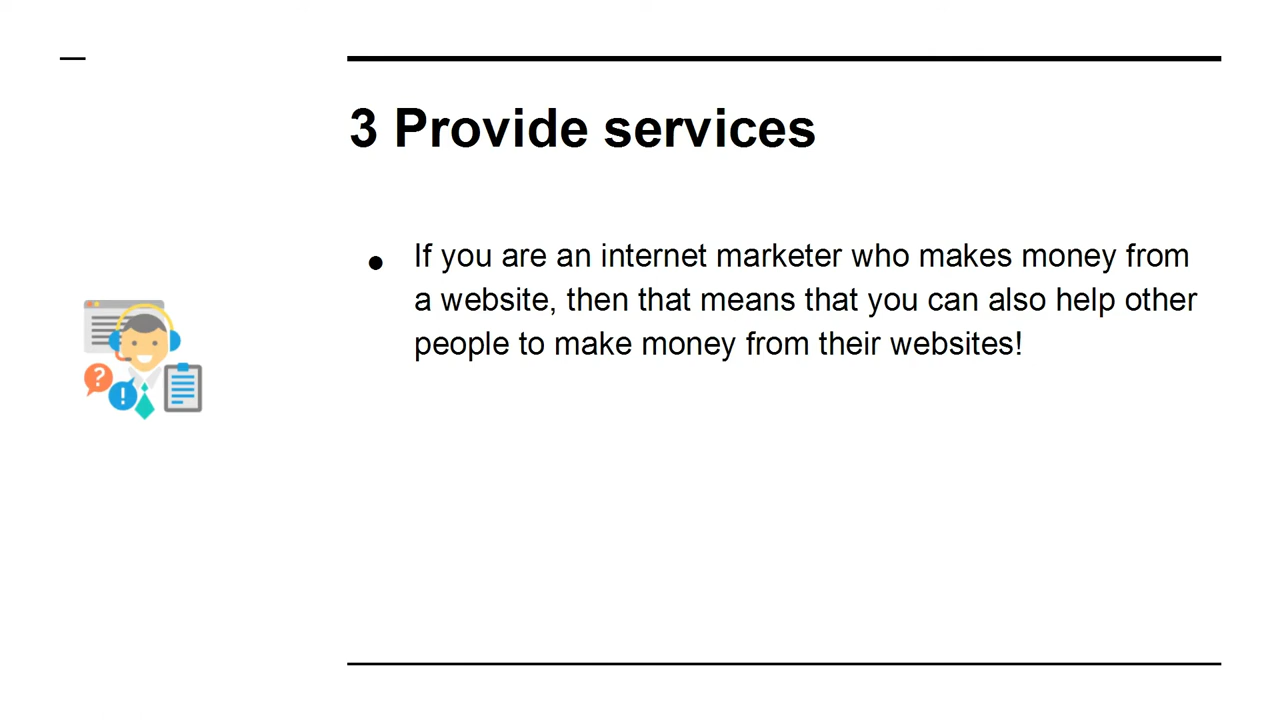 3 Provide services
● If you are an internet marketer who makes money from
a website, then that means that you can also help other
people to make money from their websites!
?
!